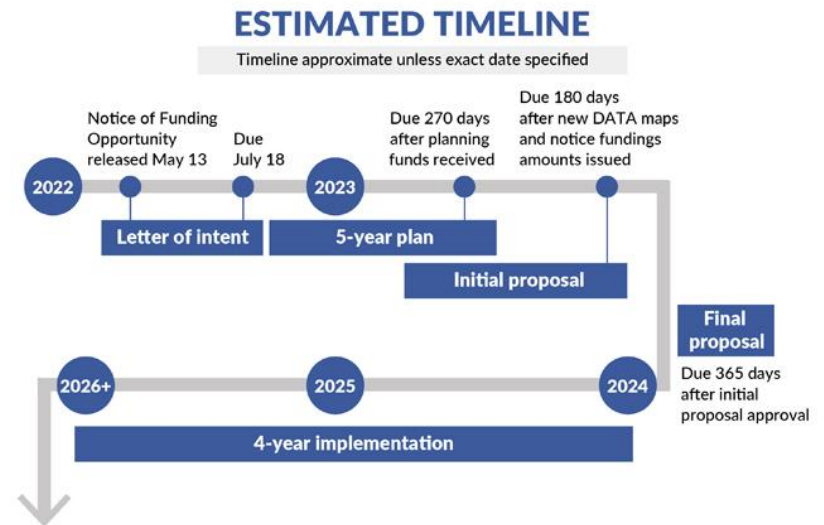 ESTIMATED TIMELINE
Timeline approximate unless exact date specified
Notice of Funding
Opportunity
released May 13
Due
July 18
Due 270 days
after planning
funds received
Due 180 days
after new DATA maps
and notice fundings
amounts issued
2022
2023
Letter of intent
5-year plan
Initial proposal
Final
proposal
Due 365 days
after initial
proposal approval
2026+
2025
2024
4-year implementation